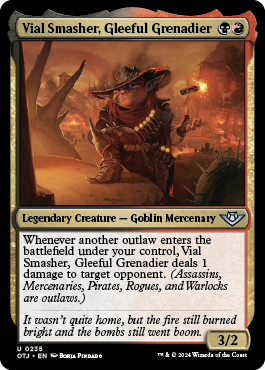 Vial Smasher, Gleeful Grenadier
Legendary Creature — Goblin Mercenary
Whenever another outlaw enters the
battlefield under your control, Vial
Smasher, Gleeful Grenadier deals 1
damage to target opponent. (Assassins,
Mercenaries, Pirates, Rogues, and Warlocks
are outlaws.)
It wasn't quite home, but the fire still burned
bright and the bombs still went boom.
3/2
U 0235
OTJ • EN Borja Pindado
™ & © 2024 Wizards of the Coast